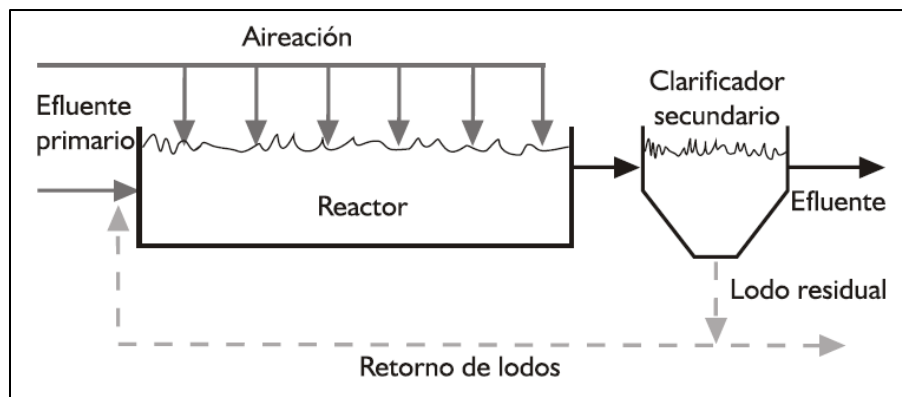 Aireación
Efluente
primario
Clarificador
secundario
Reactor
Efluente
Lodo residual
Retorno de lodos